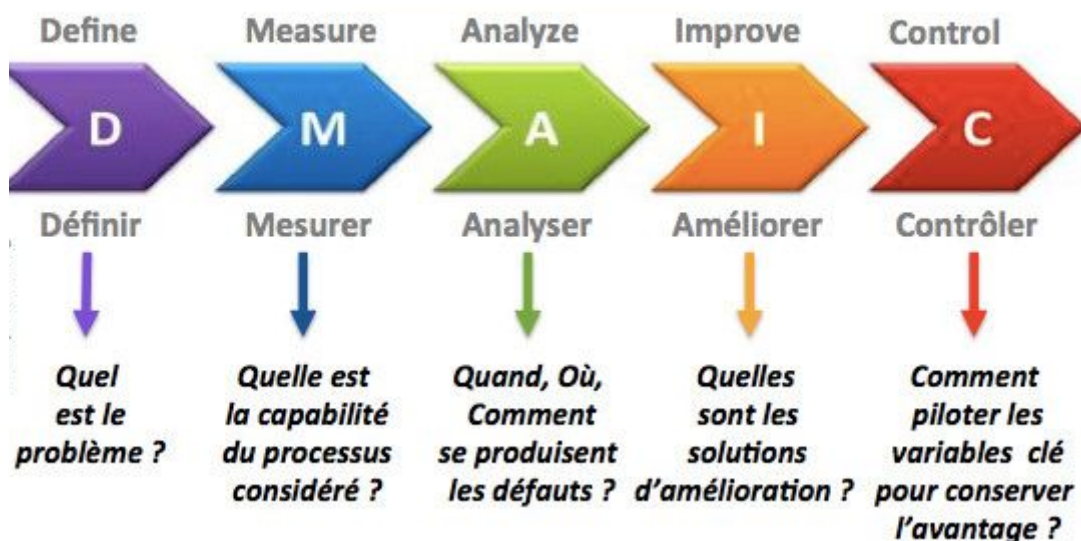 Define Measure Analyze Improve Control
D M A I C
Définir Mesurer Analyser Améliorer Contrôler
Quel
est le
problème ?
Quelle est
la capabilité
du processus
considéré ?
Quand, Où,
Comment
se produisent
les défauts ?
Quelles
sont les
solutions
d'amélioration ?
Comment
piloter les
variables clé
pour conserver
l'avantage ?